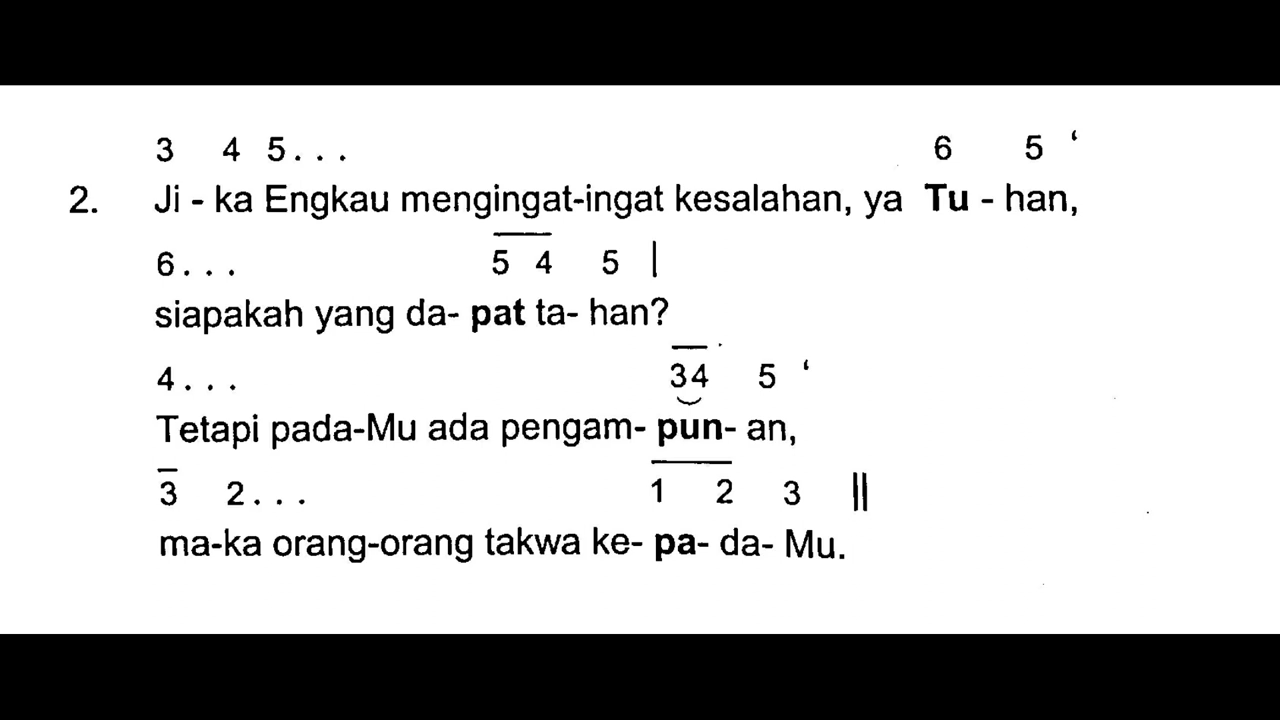 3 4 5... 6 5 ‘
2. Ji - ka Engkau mengingat-ingat kesalahan, ya Tu - han,
6... 5 4 5 |
siapakah yang da- pat ta- han?
4... 34 5 ‘
Tetapi pada-Mu ada pengam- pun- an,
3 2... 1 2 3 ||
ma-ka orang-orang takwa ke- pa- da- Mu.